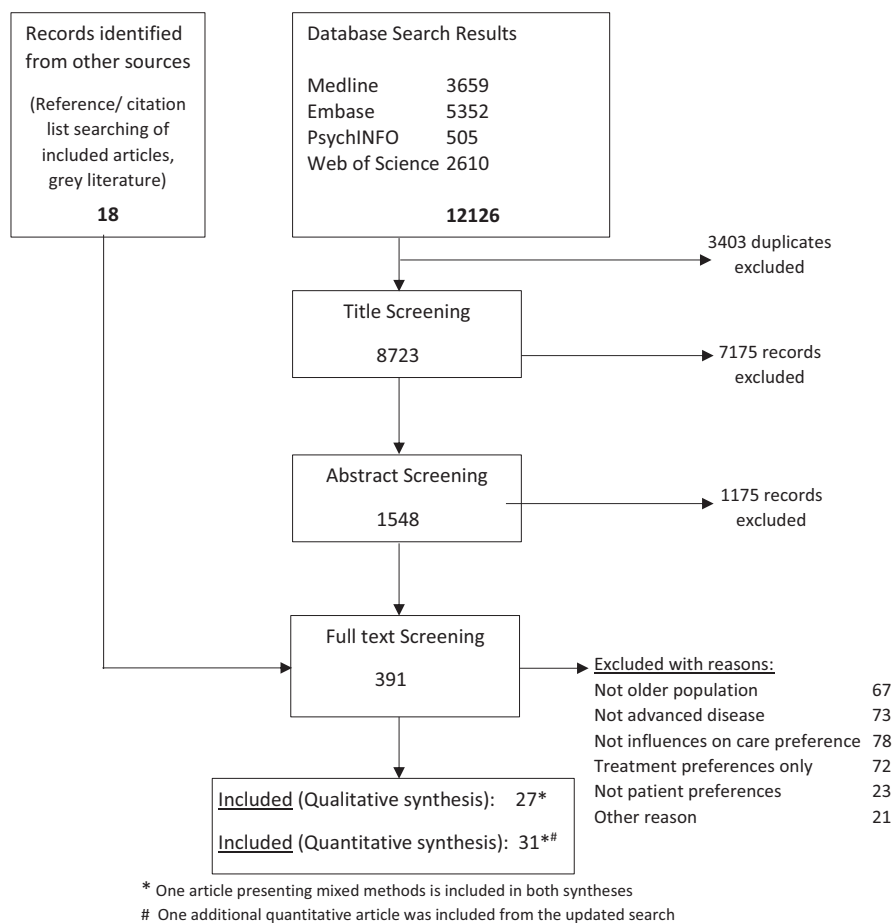 Records identified
from other sources
(Reference/ citation
list searching of
included articles,
grey literature)
18
Database Search Results
Medline 3659
Embase 5352
PsychINFO 505
Web of Science 2610
12126
3403 duplicates
excluded
Title Screening
8723
7175 records
excluded
Abstract Screening
1548
1175 records
excluded
Full text Screening
391
Excluded with reasons:
Not older population 67
Not advanced disease 73
Not influences on care preference 78
Treatment preferences only 72
Not patient preferences 23
Other reason 21
Included (Qualitative synthesis): 27*
Included (Quantitative synthesis): 31*#
* One article presenting mixed methods is included in both syntheses
# One additional quantitative article was included from the updated search